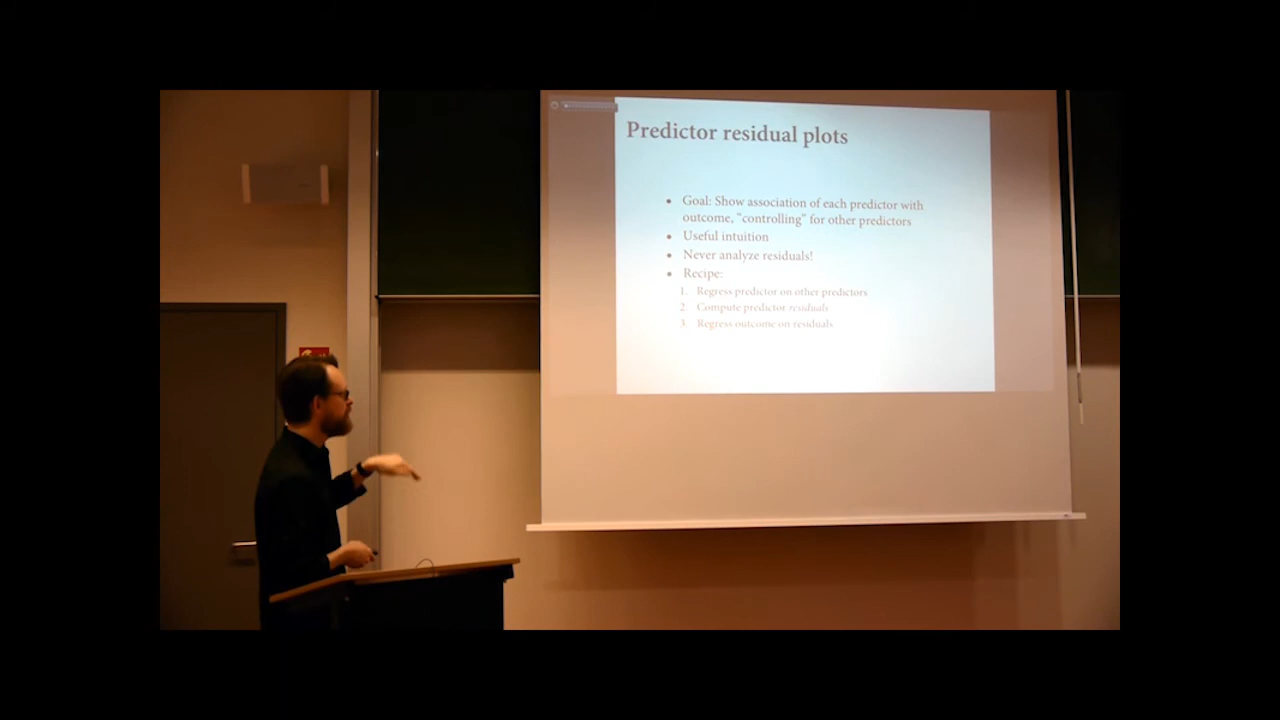 Predictor residual plots
• Goal: Show association of each predictor with
outcome, "controlling" for other predictors
• Useful intuition
• Never analyze residuals!
• Recipe:
1. Regress predictor on other predictors
2. Compute predictor residuals
3. Regress outcome on residuals